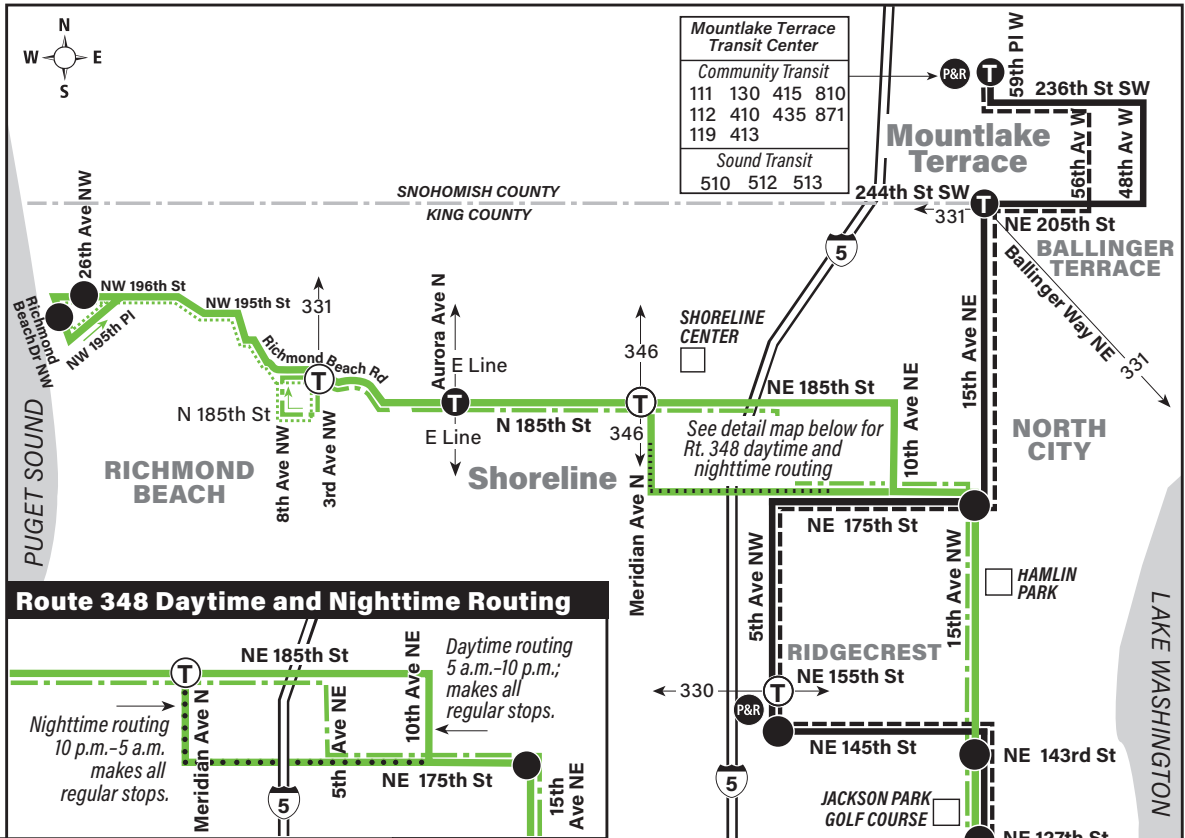 N
W E
S
Mountlake Terrace
Transit Center
Community Transit
111 130 415 810
112 410 435 871
119 413
Sound Transit
510 512 513
P&R
T
59th Pl W
236th St SW
Mountlake
Terrace
56th Av W
48th Av W
SNOHOMISH COUNTY
KING COUNTY
244th St SW
T
331
NE 205th St
BALLINGER
TERRACE
Ballinger Way NE
331
5
26th Ave NW
NW 196th St
NW 195th St
Richmond
Beach Dr NW
NW 195th Pl
331
Richmond Beach Rd
T
N 185th St
8th Ave NW
3rd Ave NW
Aurora Ave N
E Line
T
E Line
N 185th St
SHORELINE
CENTER
346
T
346
NE 185th St
See detail map below for
Rt. 348 daytime and
nighttime routing
10th Ave NE
15th Ave NE
NORTH
CITY
PUGET SOUND
RICHMOND
BEACH
Shoreline
Meridian Ave N
NE 175th St
5th Ave NW
15th Ave NW
HAMLIN
PARK
LAKE WASHINGTON
RIDGECREST
330
T
NE 155th St
P&R
NE 145th St
NE 143rd St
5
JACKSON PARK
GOLF COURSE
NE 127th St
Route 348 Daytime and Nighttime Routing
T
NE 185th St
10th Ave NE
Daytime routing
5 a.m.–10 p.m.;
makes all
regular stops.
Nighttime routing
10 p.m.–5 a.m.
makes all
regular stops.
Meridian Ave N
5
5th Ave NE
NE 175th St
15th
Ave NE